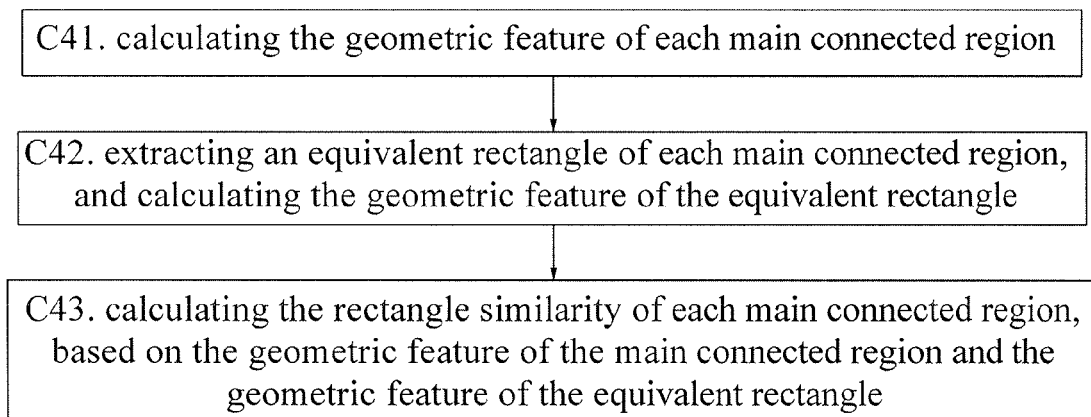 C41. calculating the geometric feature of each main connected region
C42. extracting an equivalent rectangle of each main connected region,
and calculating the geometric feature of the equivalent rectangle
C43. calculating the rectangle similarity of each main connected region,
based on the geometric feature of the main connected region and the
geometric feature of the equivalent rectangle